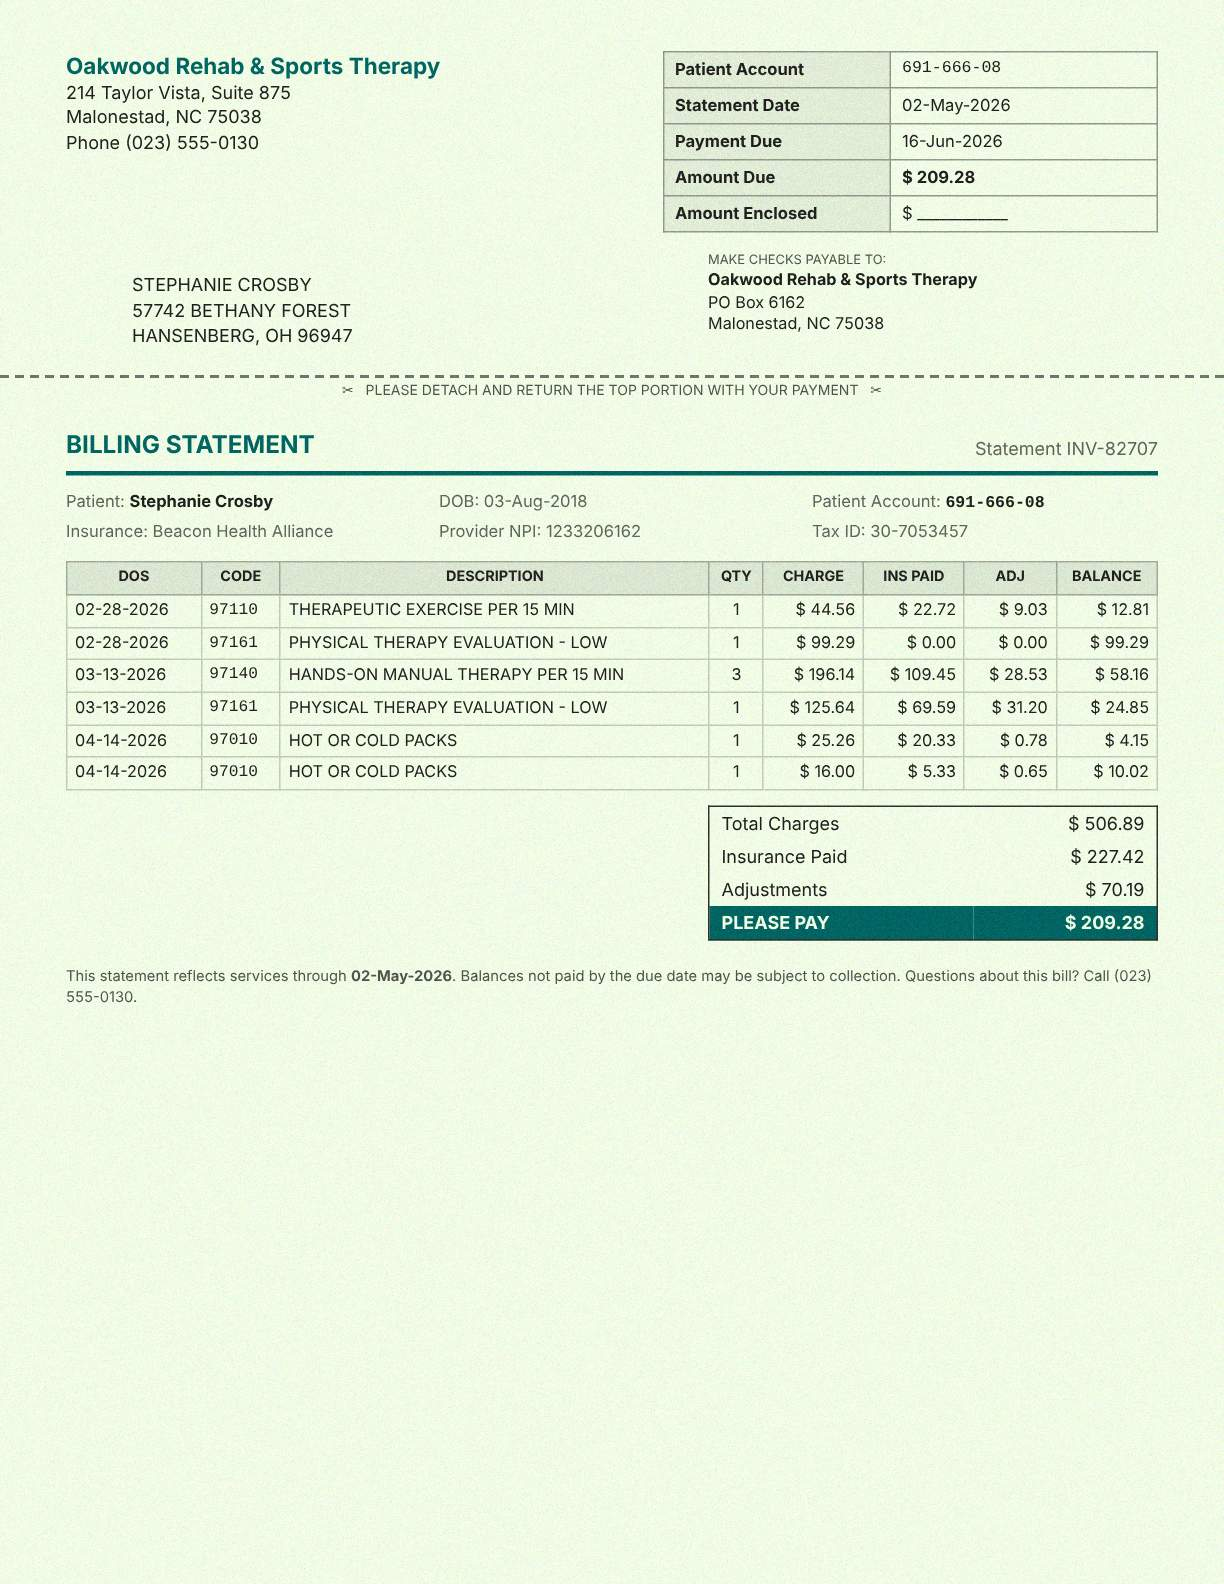 Oakwood Rehab & Sports Therapy
214 Taylor Vista, Suite 875
Malonestad, NC 75038
Phone (023) 555-0130
Patient Account 691-666-08
Statement Date 02-May-2026
Payment Due 16-Jun-2026
Amount Due $ 209.28
Amount Enclosed $ ___________
STEPHANIE CROSBY
57742 BETHANY FOREST
HANSENBERG, OH 96947
MAKE CHECKS PAYABLE TO:
Oakwood Rehab & Sports Therapy
PO Box 6162
Malonestad, NC 75038
✂ PLEASE DETACH AND RETURN THE TOP PORTION WITH YOUR PAYMENT ✂
BILLING STATEMENT Statement INV-82707
Patient: Stephanie Crosby DOB: 03-Aug-2018 Patient Account: 691-666-08
Insurance: Beacon Health Alliance Provider NPI: 1233206162 Tax ID: 30-7053457
DOS CODE DESCRIPTION QTY CHARGE INS PAID ADJ BALANCE
02-28-2026 97110 THERAPEUTIC EXERCISE PER 15 MIN 1 $ 44.56 $ 22.72 $ 9.03 $ 12.81
02-28-2026 97161 PHYSICAL THERAPY EVALUATION - LOW 1 $ 99.29 $ 0.00 $ 0.00 $ 99.29
03-13-2026 97140 HANDS-ON MANUAL THERAPY PER 15 MIN 3 $ 196.14 $ 109.45 $ 28.53 $ 58.16
03-13-2026 97161 PHYSICAL THERAPY EVALUATION - LOW 1 $ 125.64 $ 69.59 $ 31.20 $ 24.85
04-14-2026 97010 HOT OR COLD PACKS 1 $ 25.26 $ 20.33 $ 0.78 $ 4.15
04-14-2026 97010 HOT OR COLD PACKS 1 $ 16.00 $ 5.33 $ 0.65 $ 10.02
Total Charges $ 506.89
Insurance Paid $ 227.42
Adjustments $ 70.19
PLEASE PAY $ 209.28
This statement reflects services through 02-May-2026. Balances not paid by the due date may be subject to collection. Questions about this bill? Call (023)
555-0130.